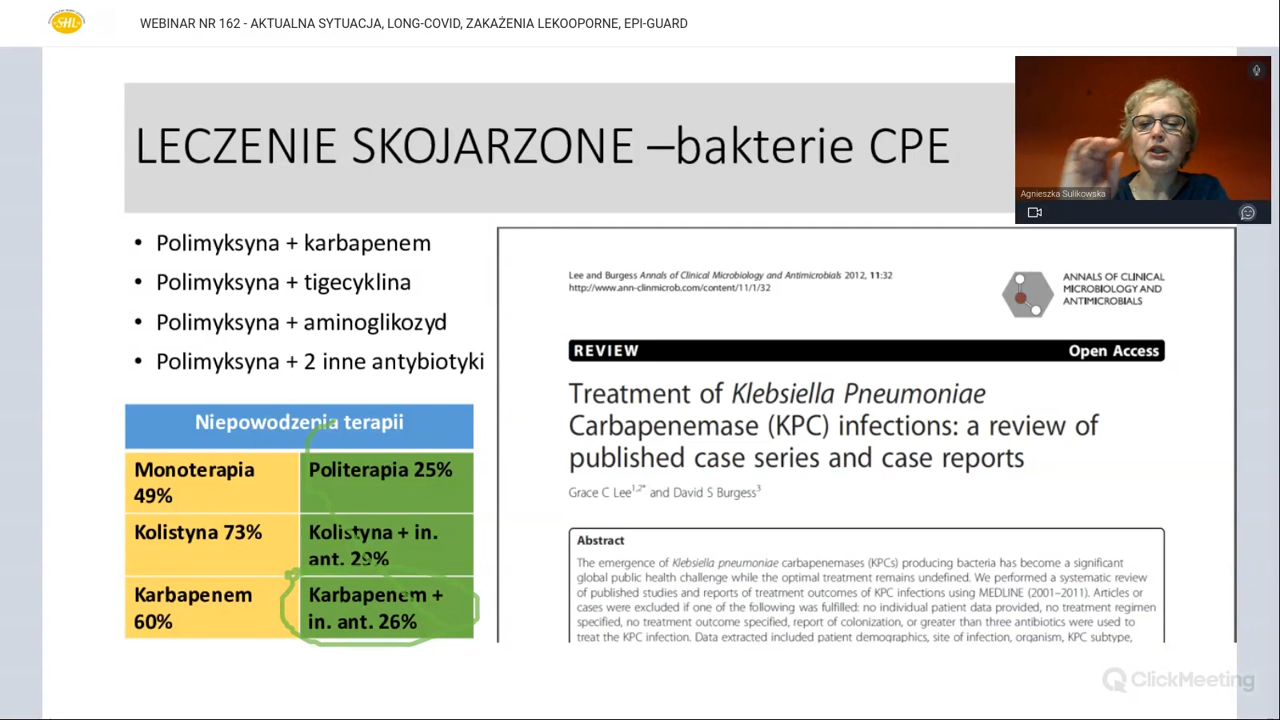 SHL
WEBINAR NR 162 - AKTUALNA SYTUACJA, LONG-COVID, ZAKAŻENIA LEKOOPORNE, EPI-GUARD
Agnieszka Sulikowska
LECZENIE SKOJARZONE –bakterie CPE
• Polimyksyna + karbapenem
• Polimyksyna + tigecyklina
• Polimyksyna + aminoglikozyd
• Polimyksyna + 2 inne antybiotyki
Niepowodzenia terapii
Monoterapia
49%
Politerapia 25%
Kolistyna 73%
Kolistyna + in.
ant. 29%
Karbapenem
60%
Karbapenem +
in. ant. 26%
Lee and Burgess Annals of Clinical Microbiology and Antimicrobials 2012, 11:32
http://www.ann-clinmicrob.com/content/11/1/32
ANNALS OF CLINICAL
MICROBIOLOGY AND
ANTIMICROBIALS
REVIEW
Open Access
Treatment of Klebsiella Pneumoniae
Carbapenemase (KPC) infections: a review of
published case series and case reports
Grace C Lee1,2* and David S Burgess3
Abstract
The emergence of Klebsiella pneumoniae carbapenemases (KPCs) producing bacteria has become a significant
global public health challenge while the optimal treatment remains undefined. We performed a systematic review
of published studies and reports of treatment outcomes of KPC infections using MEDLINE (2001–2011). Articles or
cases were excluded if one of the following was fulfilled: no individual patient data provided, no treatment regimen
specified, no treatment outcome specified, report of colonization, or greater than three antibiotics were used to
treat the KPC infection. Data extracted included patient demographics, site of infection, organism, KPC subtype,
ClickMeeting